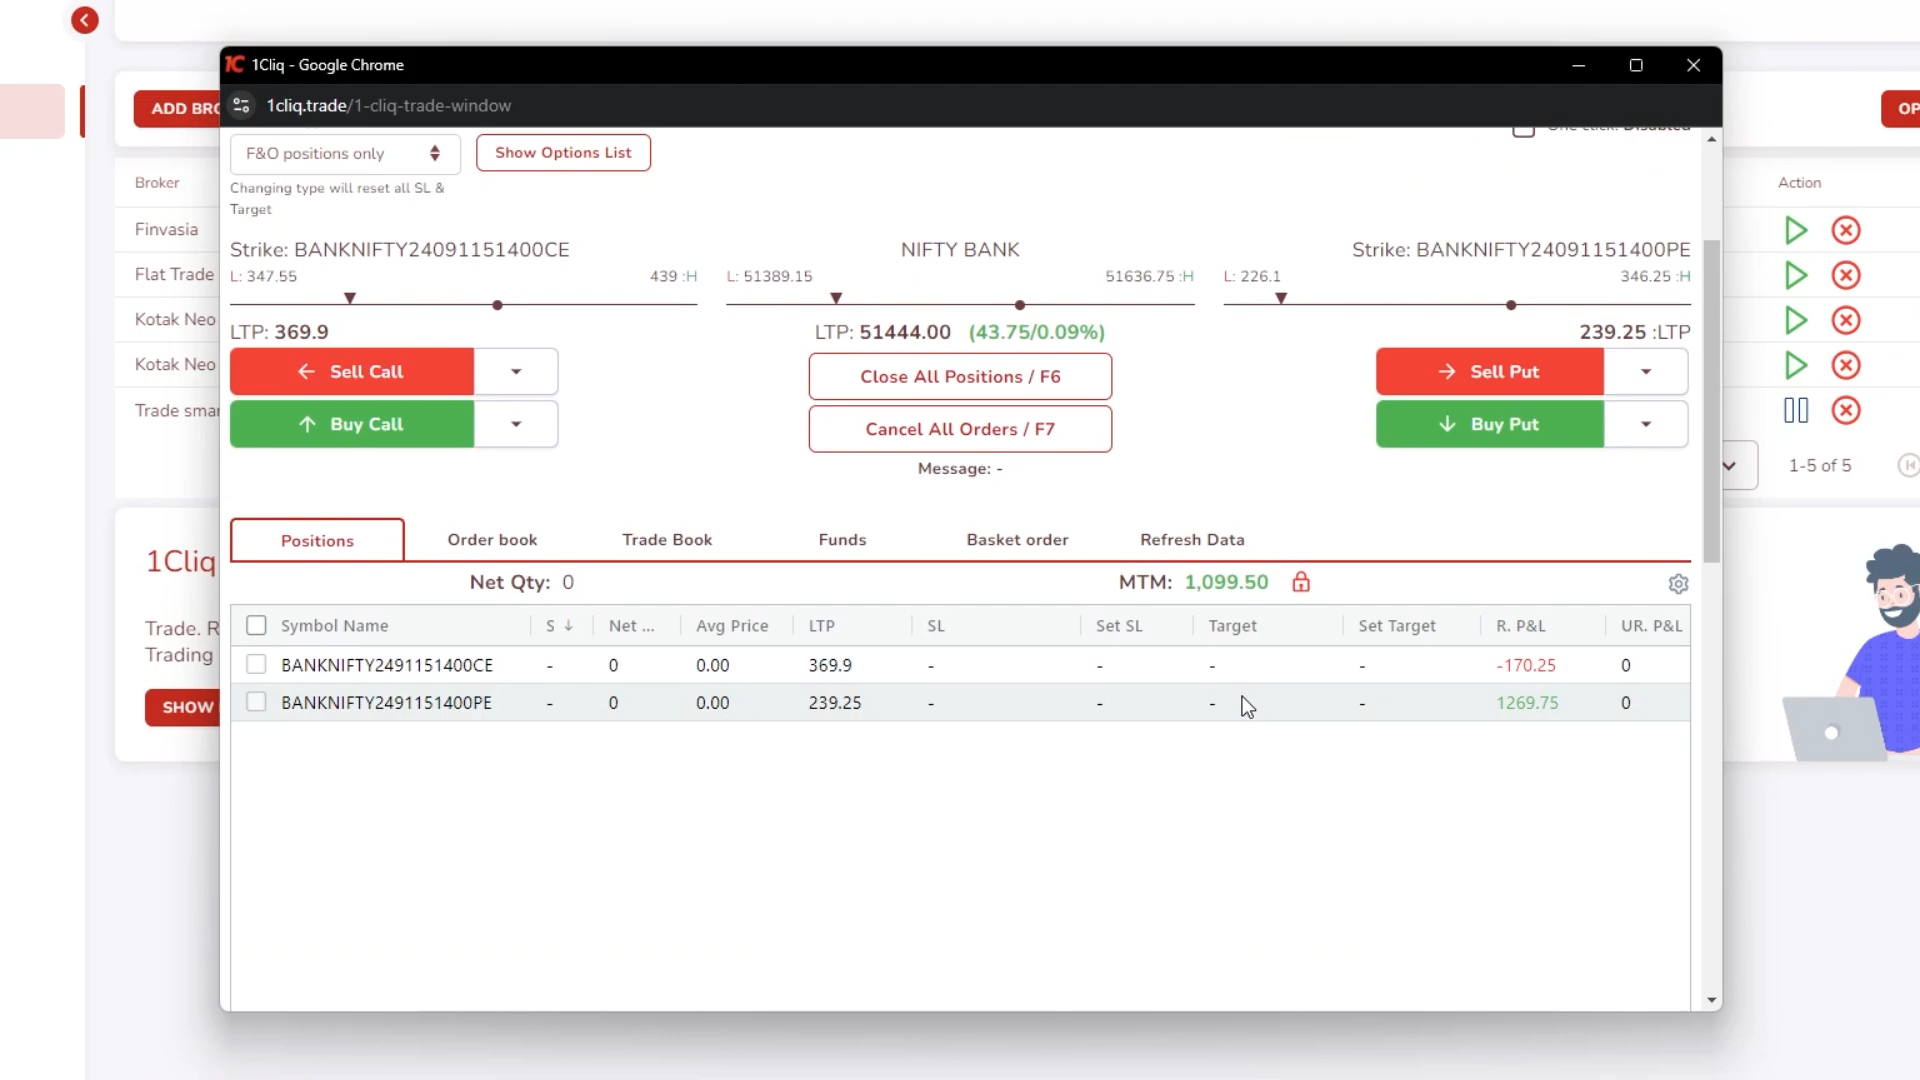 1Cliq - Google Chrome
1cliq.trade/1-cliq-trade-window
ADD BRO
OP
F&O positions only
Show Options List
One click: Disabled
Changing type will reset all SL &
Target
Broker
Action
Finvasia
Flat Trade
Kotak Neo
Kotak Neo
Trade smar
Strike: BANKNIFTY24091151400CE
NIFTY BANK
Strike: BANKNIFTY24091151400PE
L: 347.55
439 :H
L: 51389.15
51636.75 :H
L: 226.1
346.25 :H
LTP: 369.9
LTP: 51444.00 (43.75/0.09%)
239.25 :LTP
← Sell Call
Close All Positions / F6
→ Sell Put
↑ Buy Call
Cancel All Orders / F7
↓ Buy Put
Message: -
1-5 of 5
Positions
Order book
Trade Book
Funds
Basket order
Refresh Data
1Cliq
Net Qty: 0
MTM: 1,099.50
Symbol Name S ↓ Net ... Avg Price LTP SL Set SL Target Set Target R. P&L UR. P&L
BANKNIFTY2491151400CE - 0 0.00 369.9 - - - - -170.25 0
BANKNIFTY2491151400PE - 0 0.00 239.25 - - - - 1269.75 0
Trade. R
Trading
SHOW